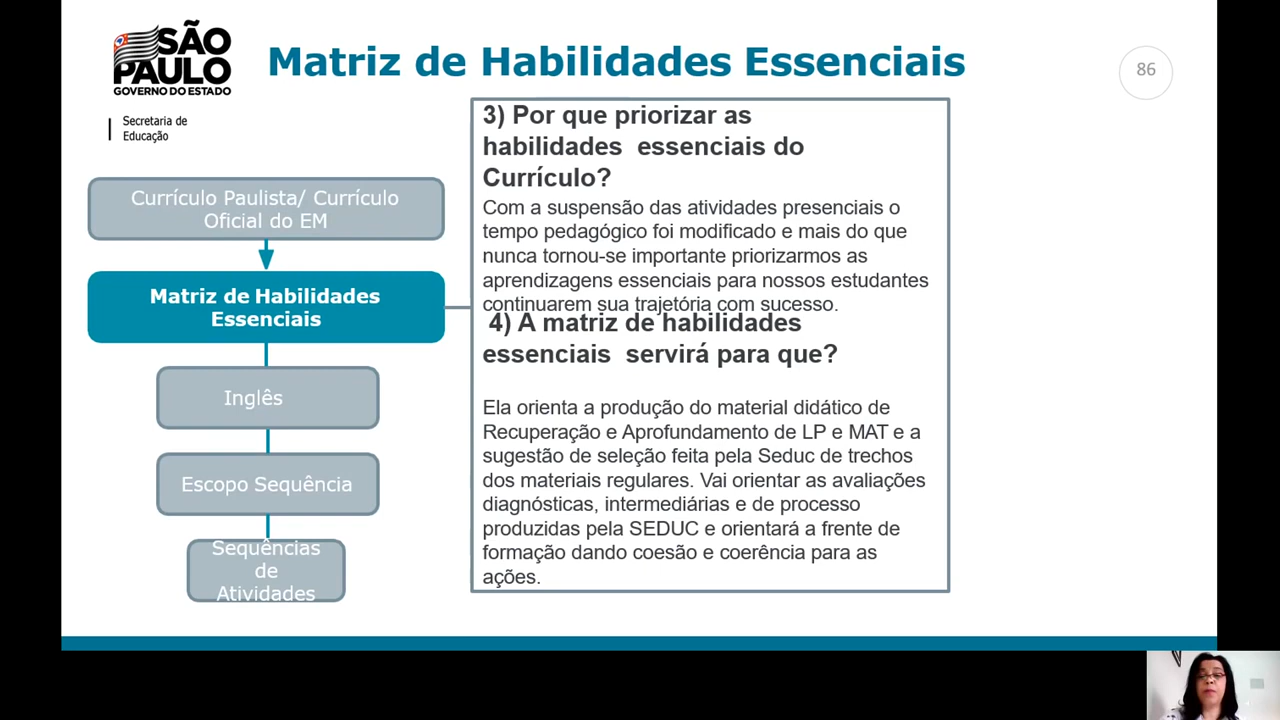 SÃO
PAULO
GOVERNO DO ESTADO
Secretaria de
Educação
Matriz de Habilidades Essenciais
86
Currículo Paulista/ Currículo
Oficial do EM
Matriz de Habilidades
Essenciais
Inglês
Escopo Sequência
Sequências
de
Atividades
3) Por que priorizar as
habilidades essenciais do
Currículo?
Com a suspensão das atividades presenciais o
tempo pedagógico foi modificado e mais do que
nunca tornou-se importante priorizarmos as
aprendizagens essenciais para nossos estudantes
continuarem sua trajetória com sucesso.
4) A matriz de habilidades
essenciais servirá para que?
Ela orienta a produção do material didático de
Recuperação e Aprofundamento de LP e MAT e a
sugestão de seleção feita pela Seduc de trechos
dos materiais regulares. Vai orientar as avaliações
diagnósticas, intermediárias e de processo
produzidas pela SEDUC e orientará a frente de
formação dando coesão e coerência para as
ações.